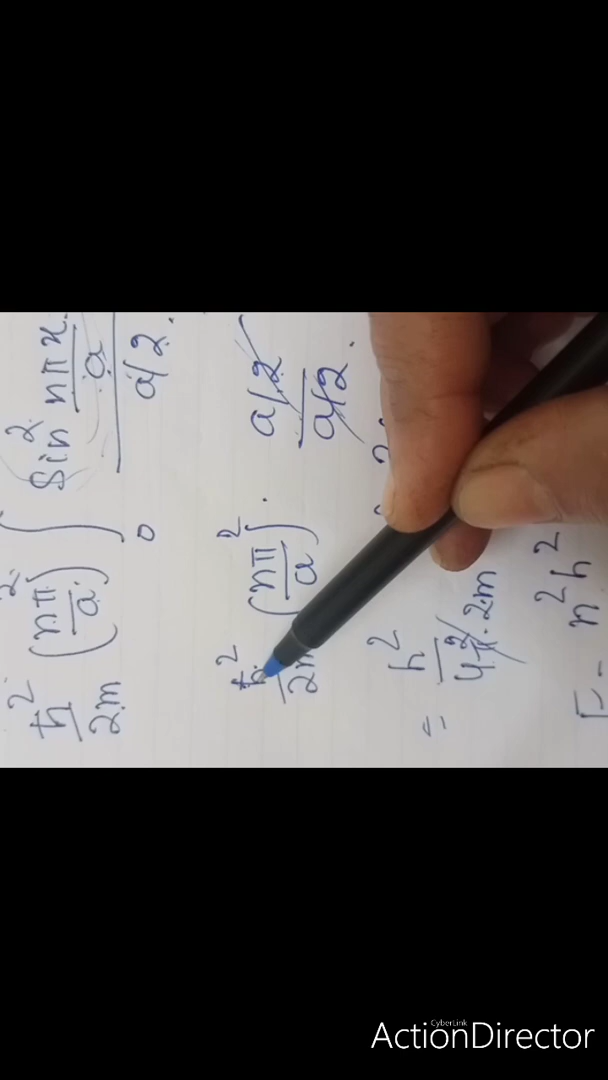 ħ²/2m (nπ/a)² ∫₀ sin² nπx/a / a/2.
ħ²/2m (nπ/a)². a/2 / a/2.
= h²/4π².2m
n²h²
CyberLink
ActionDirector